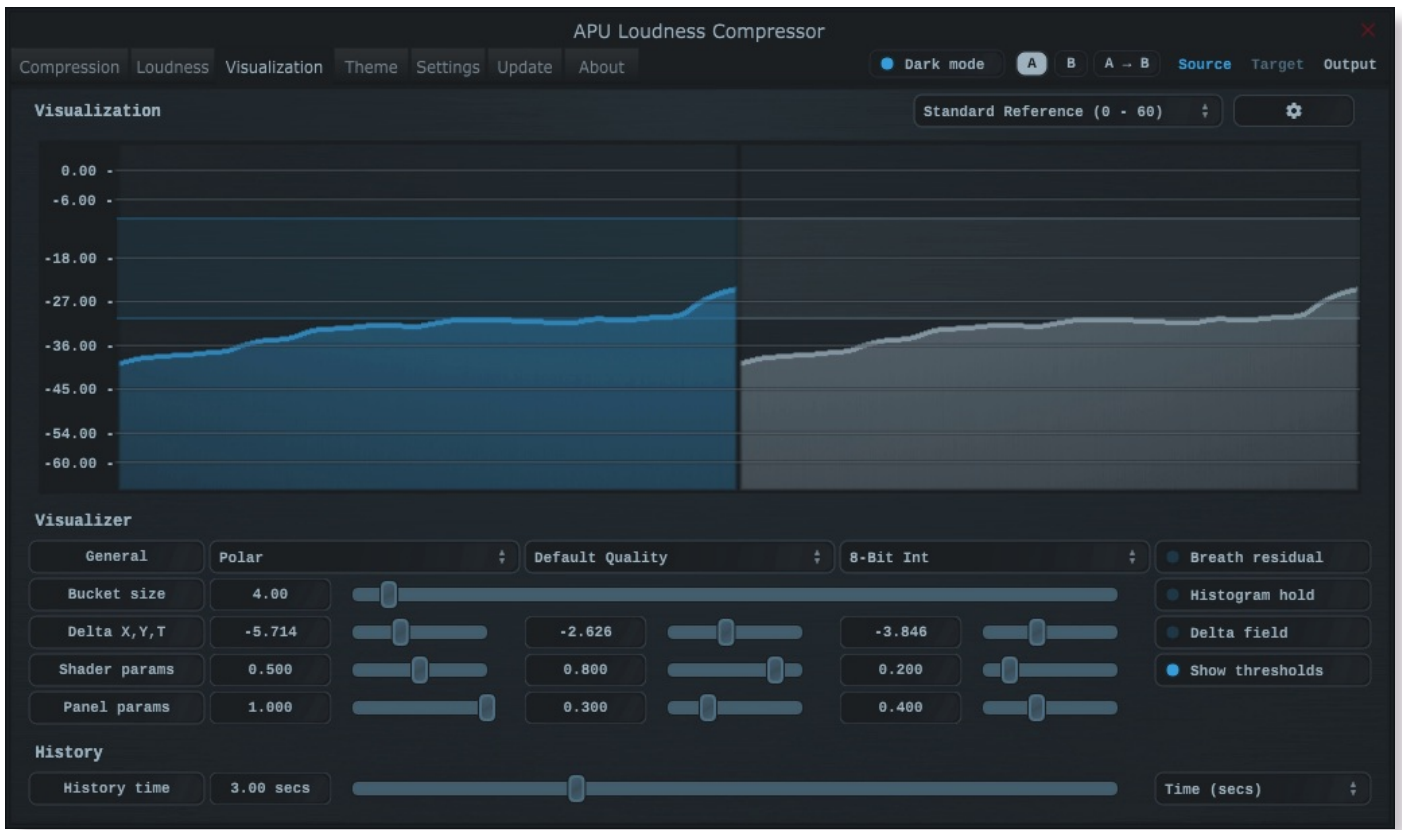 APU Loudness Compressor
Compression Loudness Visualization Theme Settings Update About Dark mode A B A → B Source Target Output
Visualization Standard Reference (0 - 60)
0.00 -
-6.00 -
-18.00 -
-27.00 -
-36.00 -
-45.00 -
-54.00 -
-60.00 -
Visualizer
General Polar Default Quality 8-Bit Int Breath residual
Bucket size 4.00 Histogram hold
Delta X,Y,T -5.714 -2.626 -3.846 Delta field
Shader params 0.500 0.800 0.200 Show thresholds
Panel params 1.000 0.300 0.400
History
History time 3.00 secs Time (secs)